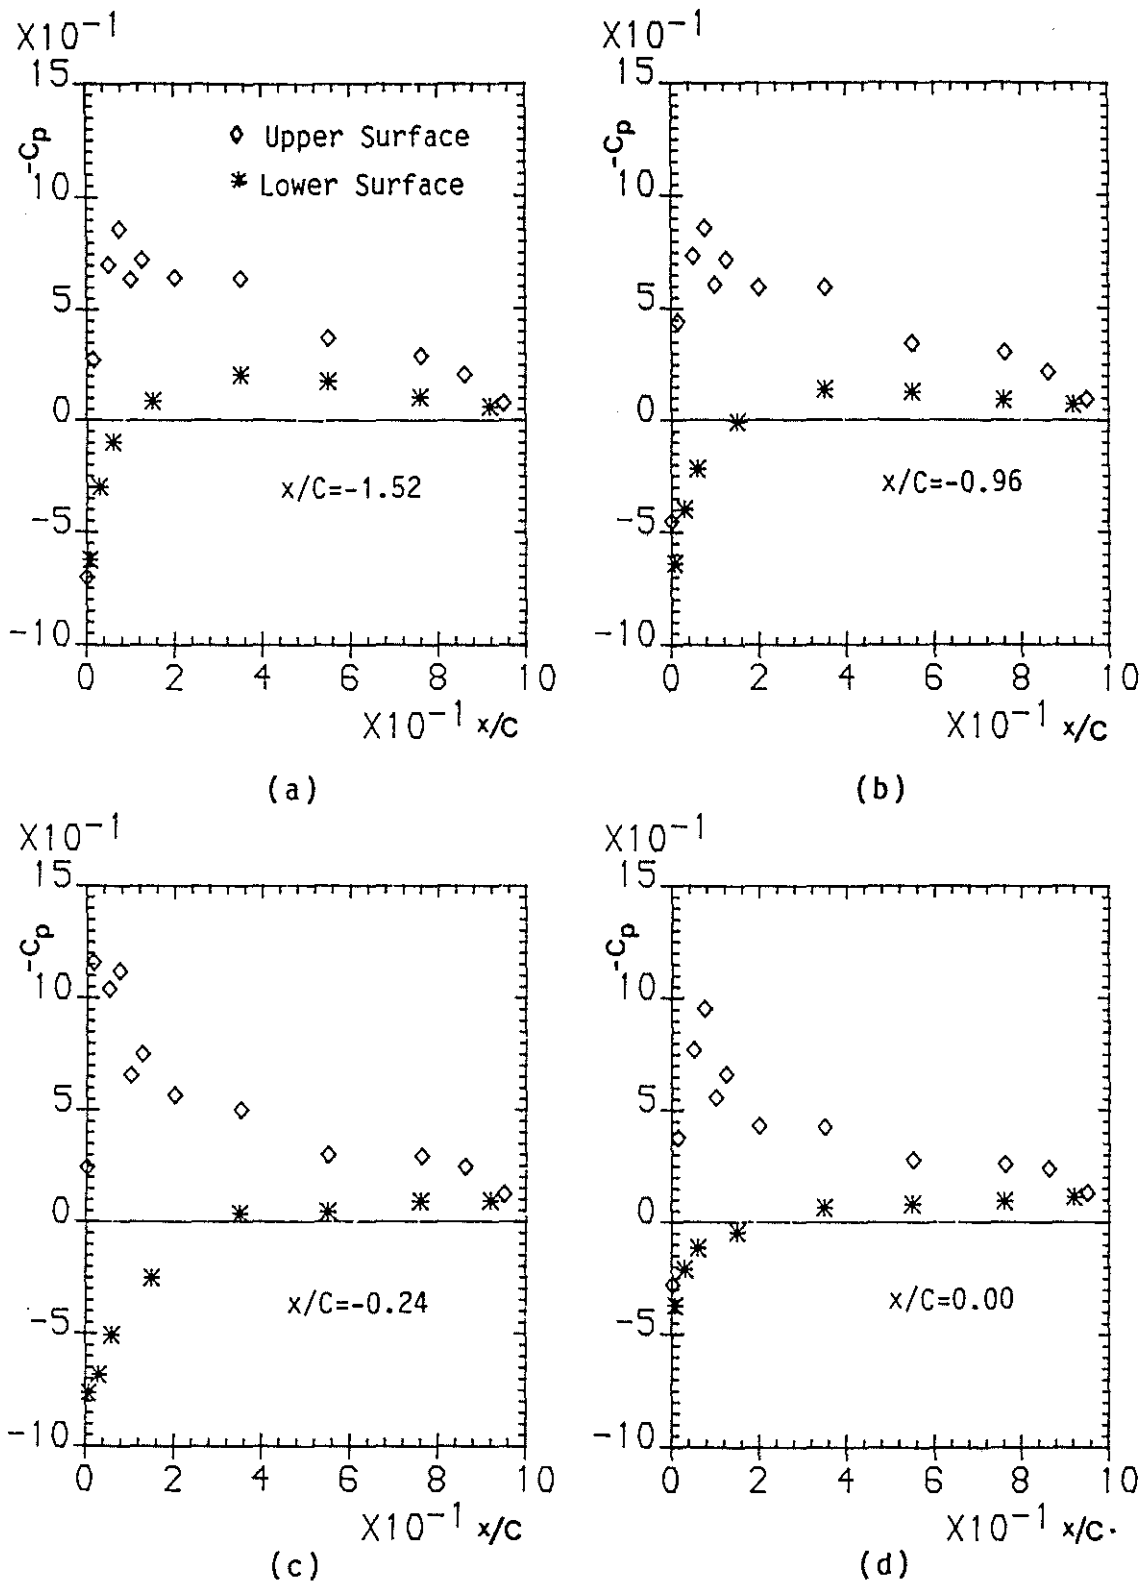 X10⁻¹
15
-Cp
◇ Upper Surface
* Lower Surface
10
5
0
x/C=-1.52
-5
-10
0 2 4 6 8 10
X10⁻¹ x/C
(a)
X10⁻¹
15
-Cp
10
5
0
x/C=-0.96
-5
-10
0 2 4 6 8 10
X10⁻¹ x/C
(b)
X10⁻¹
15
-Cp
10
5
0
x/C=-0.24
-5
-10
0 2 4 6 8 10
X10⁻¹ x/C
(c)
X10⁻¹
15
-Cp
10
5
0
x/C=0.00
-5
-10
0 2 4 6 8 10
X10⁻¹ x/C.
(d)